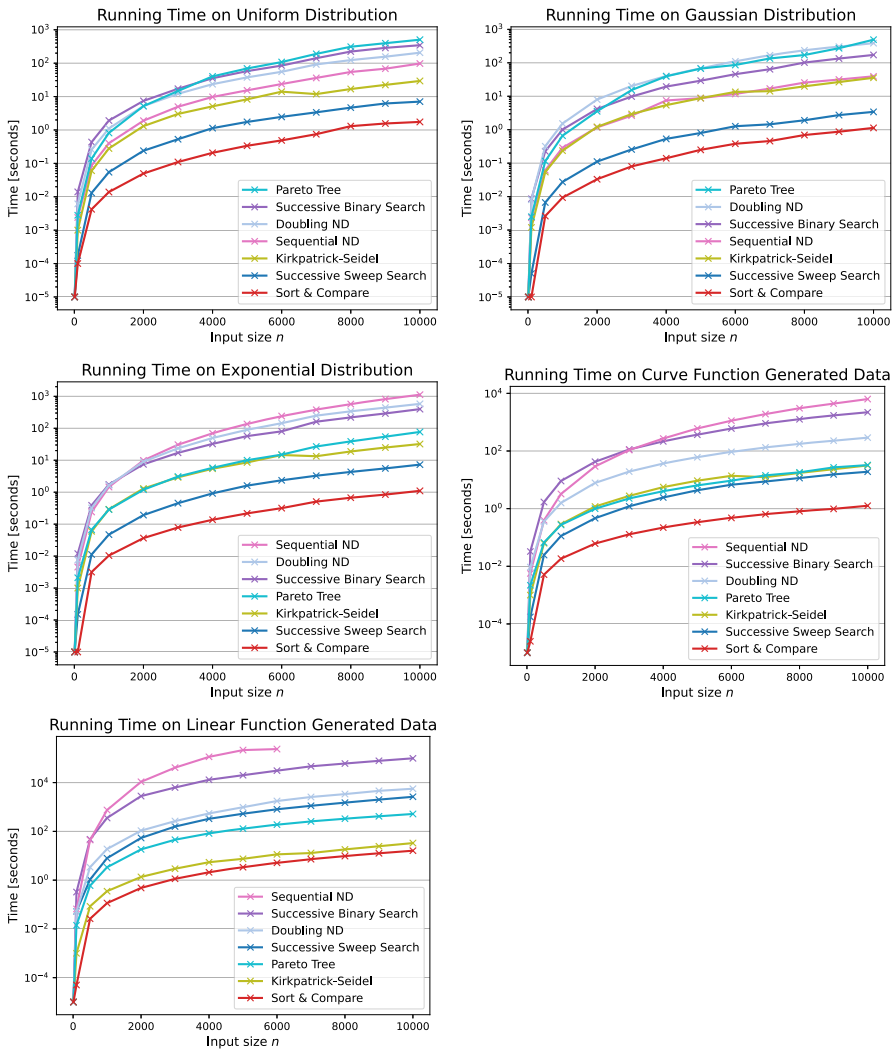 Running Time on Uniform Distribution
10³
10²
10¹
10⁰
10⁻¹
10⁻²
10⁻³
10⁻⁴
10⁻⁵
Time [seconds]
Pareto Tree
Successive Binary Search
Doubling ND
Sequential ND
Kirkpatrick–Seidel
Successive Sweep Search
Sort & Compare
0 2000 4000 6000 8000 10000
Input size n
Running Time on Gaussian Distribution
10³
10²
10¹
10⁰
10⁻¹
10⁻²
10⁻³
10⁻⁴
10⁻⁵
Time [seconds]
Pareto Tree
Doubling ND
Successive Binary Search
Sequential ND
Kirkpatrick–Seidel
Successive Sweep Search
Sort & Compare
0 2000 4000 6000 8000 10000
Input size n
Running Time on Exponential Distribution
10³
10²
10¹
10⁰
10⁻¹
10⁻²
10⁻³
10⁻⁴
10⁻⁵
Time [seconds]
Sequential ND
Doubling ND
Successive Binary Search
Pareto Tree
Kirkpatrick–Seidel
Successive Sweep Search
Sort & Compare
0 2000 4000 6000 8000 10000
Input size n
Running Time on Curve Function Generated Data
10⁴
10²
10⁰
10⁻²
10⁻⁴
Time [seconds]
Sequential ND
Successive Binary Search
Doubling ND
Pareto Tree
Kirkpatrick–Seidel
Successive Sweep Search
Sort & Compare
0 2000 4000 6000 8000 10000
Input size n
Running Time on Linear Function Generated Data
10⁴
10²
10⁰
10⁻²
10⁻⁴
Time [seconds]
Sequential ND
Successive Binary Search
Doubling ND
Successive Sweep Search
Pareto Tree
Kirkpatrick–Seidel
Sort & Compare
0 2000 4000 6000 8000 10000
Input size n